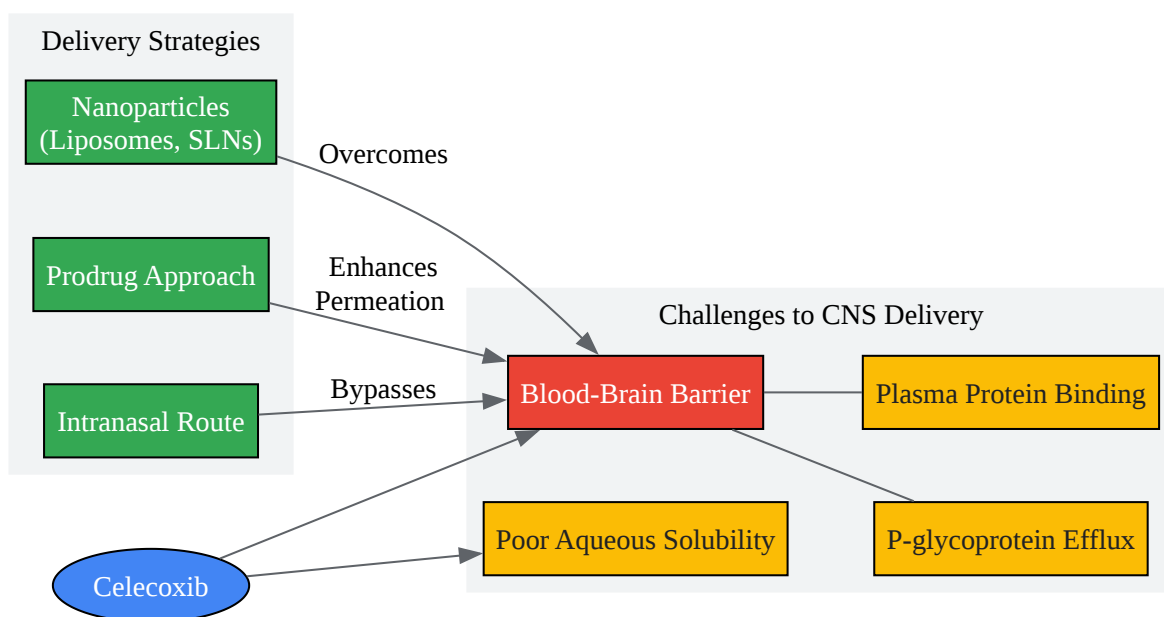 Delivery Strategies
Nanoparticles
(Liposomes, SLNs)
Overcomes
Prodrug Approach
Enhances
Permeation
Intranasal Route
Bypasses
Challenges to CNS Delivery
Blood-Brain Barrier
Plasma Protein Binding
Poor Aqueous Solubility
P-glycoprotein Efflux
Celecoxib